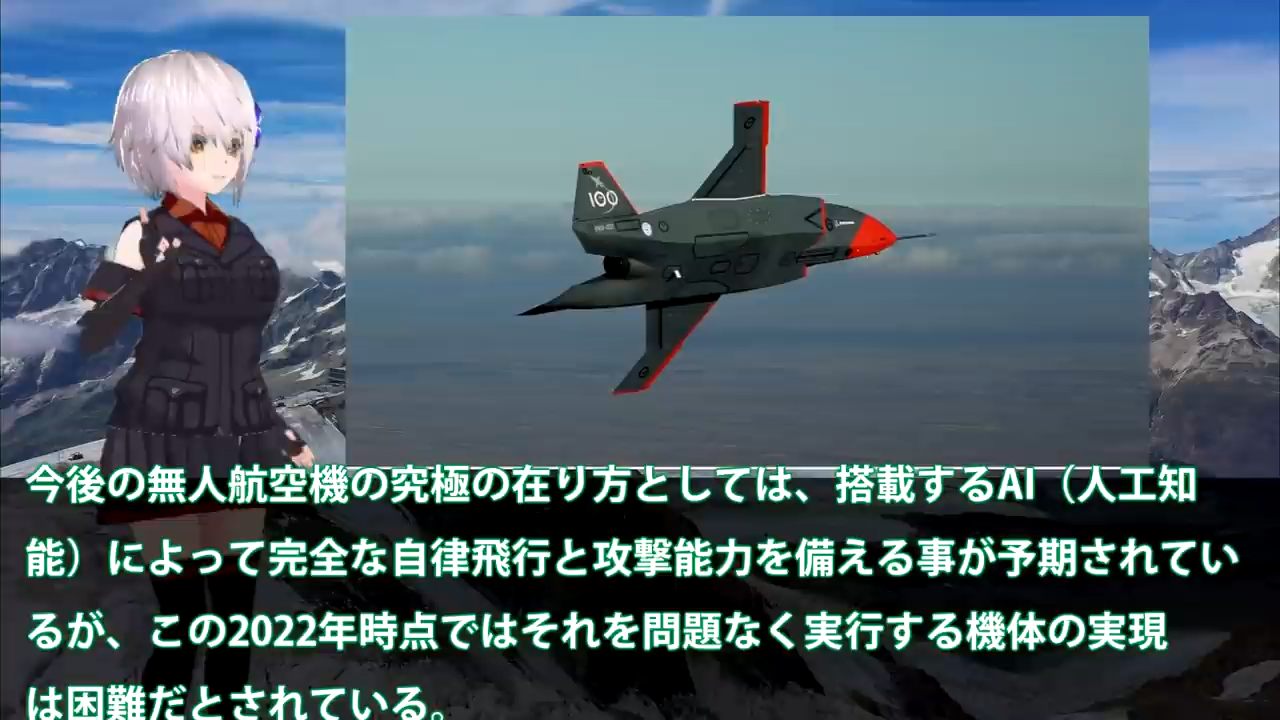 100
今後の無人航空機の究極の在り方としては、搭載するAI（人工知
能）によって完全な自律飛行と攻撃能力を備える事が予期されてい
るが、この2022年時点ではそれを問題なく実行する機体の実現
は困難だとされている。